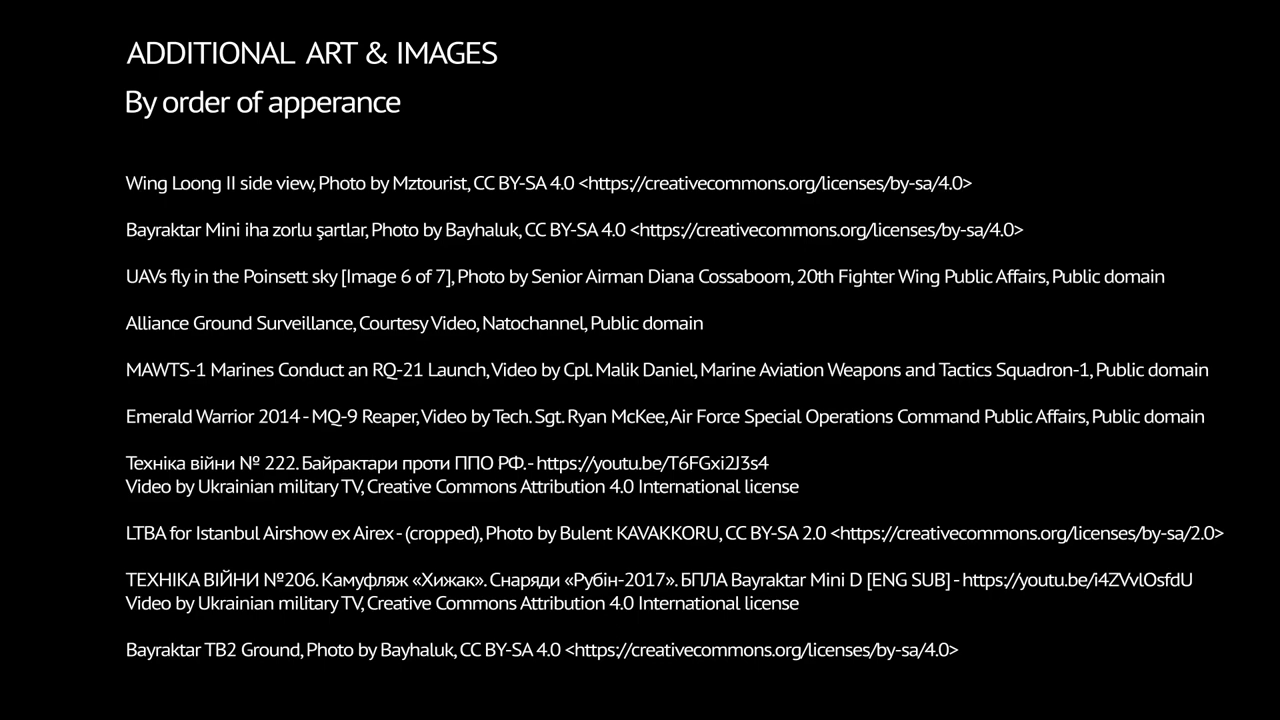 ADDITIONAL ART & IMAGES
By order of apperance
Wing Loong II side view, Photo by Mztourist, CC BY-SA 4.0 <https://creativecommons.org/licenses/by-sa/4.0>
Bayraktar Mini iha zorlu şartlar, Photo by Bayhaluk, CC BY-SA 4.0 <https://creativecommons.org/licenses/by-sa/4.0>
UAVs fly in the Poinsett sky [Image 6 of 7], Photo by Senior Airman Diana Cossaboom, 20th Fighter Wing Public Affairs, Public domain
Alliance Ground Surveillance, Courtesy Video, Natochannel, Public domain
MAWTS-1 Marines Conduct an RQ-21 Launch, Video by Cpl. Malik Daniel, Marine Aviation Weapons and Tactics Squadron-1, Public domain
Emerald Warrior 2014 - MQ-9 Reaper, Video by Tech. Sgt. Ryan McKee, Air Force Special Operations Command Public Affairs, Public domain
Техніка війни № 222. Байрактари проти ППО РФ. - https://youtu.be/T6FGxi2J3s4
Video by Ukrainian military TV, Creative Commons Attribution 4.0 International license
LTBA for Istanbul Airshow ex Airex - (cropped), Photo by Bulent KAVAKKORU, CC BY-SA 2.0 <https://creativecommons.org/licenses/by-sa/2.0>
ТЕХНІКА ВІЙНИ №206. Камуфляж «Хижак». Снаряди «Рубін-2017». БПЛА Bayraktar Mini D [ENG SUB] - https://youtu.be/i4ZVvlOsfdU
Video by Ukrainian military TV, Creative Commons Attribution 4.0 International license
Bayraktar TB2 Ground, Photo by Bayhaluk, CC BY-SA 4.0 <https://creativecommons.org/licenses/by-sa/4.0>